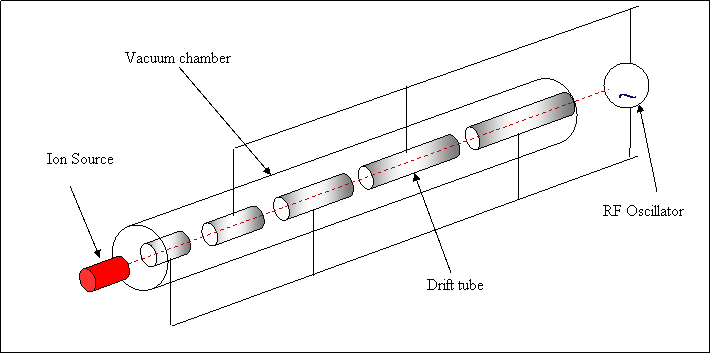 Vacuum chamber
Ion Source
RF Oscillator
Drift tube